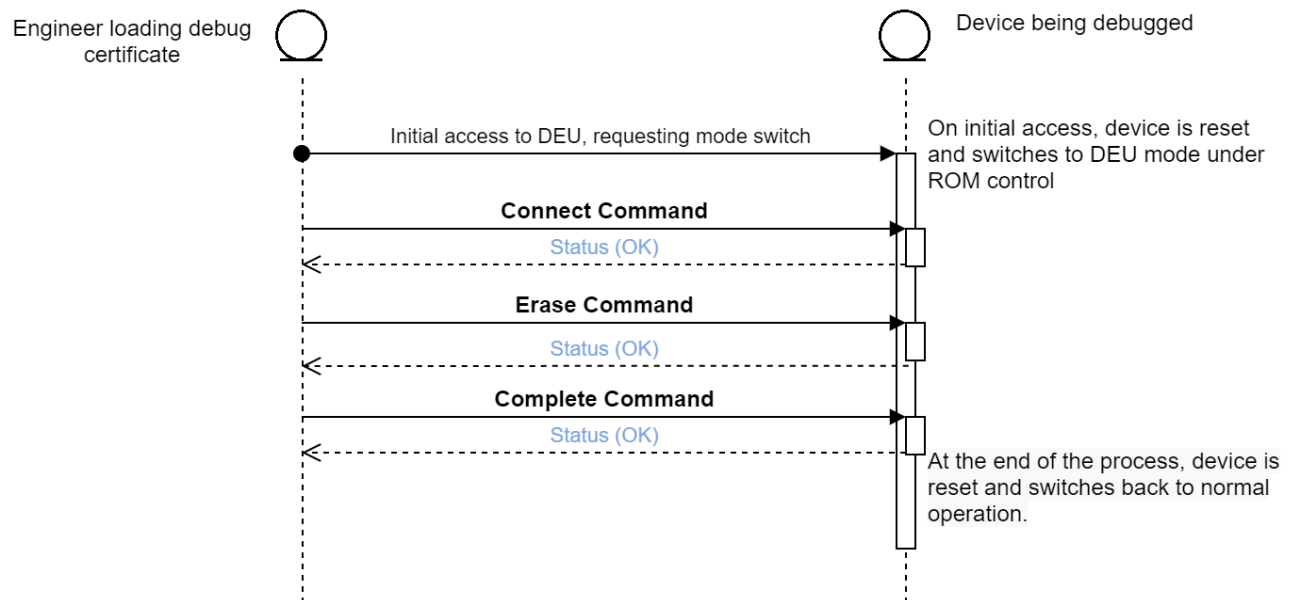 Engineer loading debug
certificate
Device being debugged
Initial access to DEU, requesting mode switch
On initial access, device is reset
and switches to DEU mode under
ROM control
Connect Command
Status (OK)
Erase Command
Status (OK)
Complete Command
Status (OK)
At the end of the process, device is
reset and switches back to normal
operation.